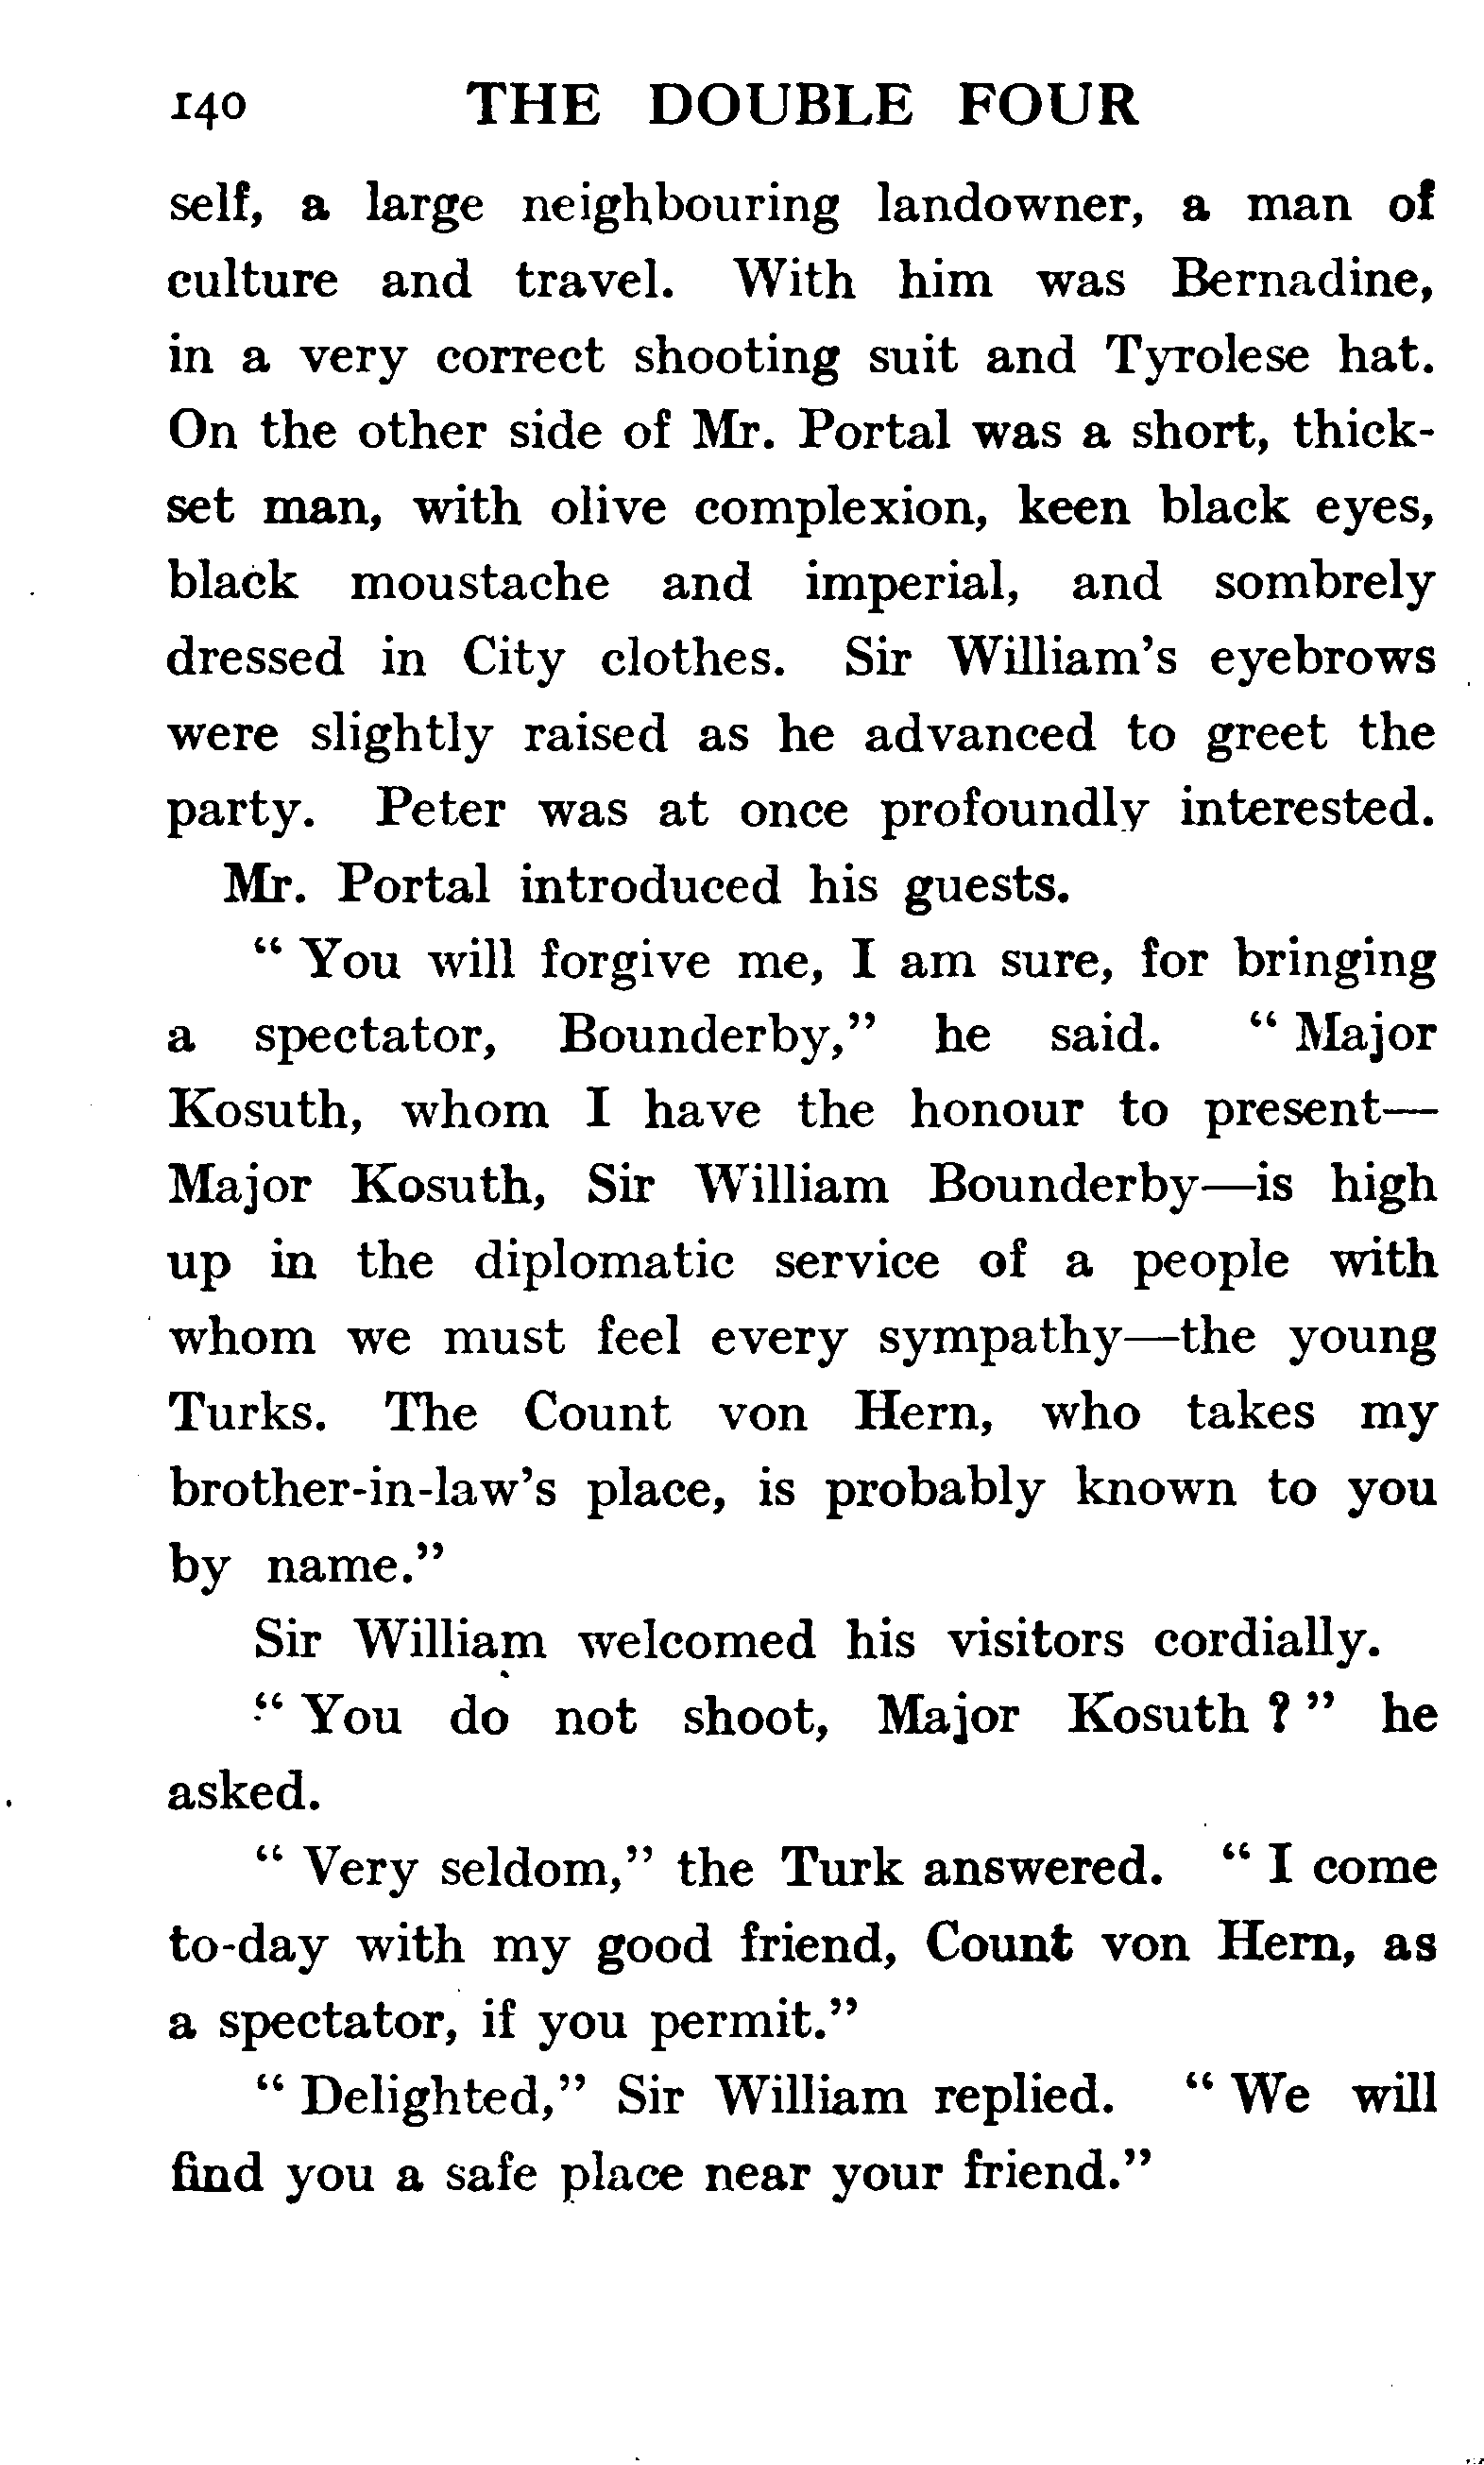 140 THE DOUBLE FOUR
self, a large neighbouring landowner, a man of
culture and travel. With him was Bernadine,
in a very correct shooting suit and Tyrolese hat.
On the other side of Mr. Portal was a short, thick-
set man, with olive complexion, keen black eyes,
black moustache and imperial, and sombrely
dressed in City clothes. Sir William's eyebrows
were slightly raised as he advanced to greet the
party. Peter was at once profoundly interested.
Mr. Portal introduced his guests.
" You will forgive me, I am sure, for bringing
a spectator, Bounderby," he said. " Major
Kosuth, whom I have the honour to present—
Major Kosuth, Sir William Bounderby—is high
up in the diplomatic service of a people with
whom we must feel every sympathy—the young
Turks. The Count von Hern, who takes my
brother-in-law's place, is probably known to you
by name."
Sir William welcomed his visitors cordially.
" You do not shoot, Major Kosuth ? " he
asked.
" Very seldom," the Turk answered. " I come
to-day with my good friend, Count von Hern, as
a spectator, if you permit."
" Delighted," Sir William replied. " We will
find you a safe place near your friend."